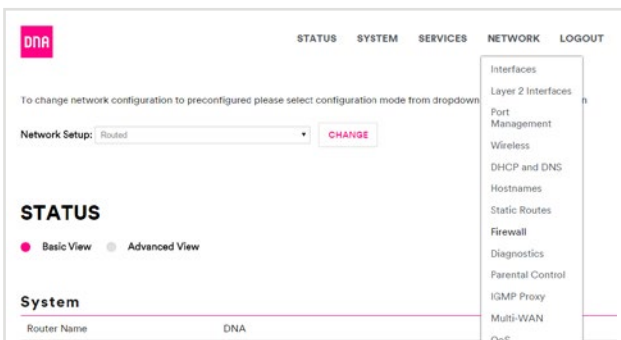 DNA
STATUS SYSTEM SERVICES NETWORK LOGOUT
Interfaces
Layer 2 Interfaces
Port
Management
Wireless
DHCP and DNS
Hostnames
Static Routes
Firewall
Diagnostics
Parental Control
IGMP Proxy
Multi-WAN
QoS
To change network configuration to preconfigured please select configuration mode from dropdown
Network Setup: Routed CHANGE
STATUS
Basic View Advanced View
System
Router Name DNA